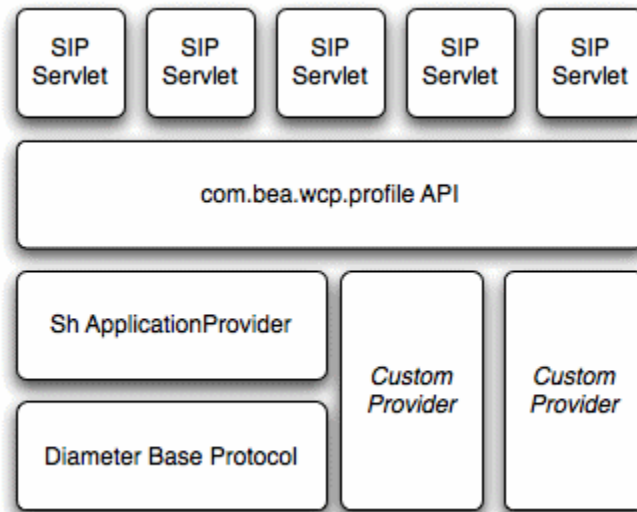 SIP
Servlet
SIP
Servlet
SIP
Servlet
SIP
Servlet
SIP
Servlet
com.bea.wcp.profile API
Sh ApplicationProvider
Custom
Provider
Custom
Provider
Diameter Base Protocol